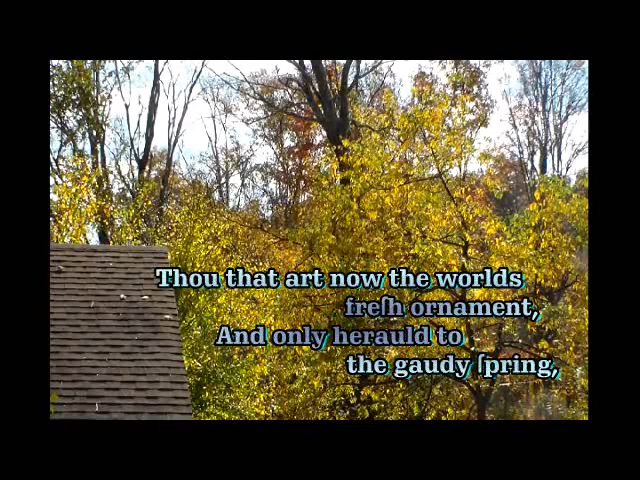 Thou that art now the worlds
freſh ornament,
And only herauld to
the gaudy ſpring,